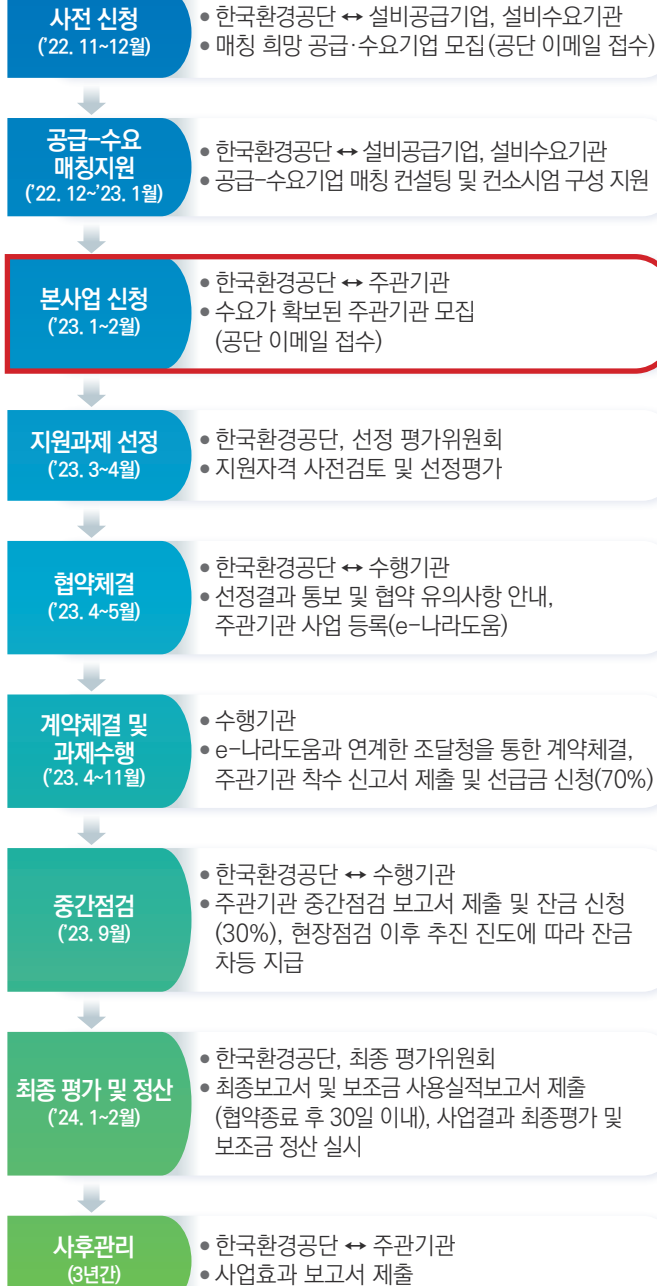 사전 신청
('22. 11~12월)
• 한국환경공단 ↔ 설비공급기업, 설비수요기관
• 매칭 희망 공급·수요기업 모집(공단 이메일 접수)
공급-수요
매칭지원
('22. 12~'23. 1월)
• 한국환경공단 ↔ 설비공급기업, 설비수요기관
• 공급-수요기업 매칭 컨설팅 및 컨소시엄 구성 지원
본사업 신청
('23. 1~2월)
• 한국환경공단 ↔ 주관기관
• 수요가 확보된 주관기관 모집
(공단 이메일 접수)
지원과제 선정
('23. 3~4월)
• 한국환경공단, 선정 평가위원회
• 지원자격 사전검토 및 선정평가
협약체결
('23. 4~5월)
• 한국환경공단 ↔ 수행기관
• 선정결과 통보 및 협약 유의사항 안내,
주관기관 사업 등록(e-나라도움)
계약체결 및
과제수행
('23. 4~11월)
• 수행기관
• e-나라도움과 연계한 조달청을 통한 계약체결,
주관기관 착수 신고서 제출 및 선급금 신청(70%)
중간점검
('23. 9월)
• 한국환경공단 ↔ 수행기관
• 주관기관 중간점검 보고서 제출 및 잔금 신청
(30%), 현장점검 이후 추진 진도에 따라 잔금
차등 지급
최종 평가 및 정산
('24. 1~2월)
• 한국환경공단, 최종 평가위원회
• 최종보고서 및 보조금 사용실적보고서 제출
(협약종료 후 30일 이내), 사업결과 최종평가 및
보조금 정산 실시
사후관리
(3년간)
• 한국환경공단 ↔ 주관기관
• 사업효과 보고서 제출